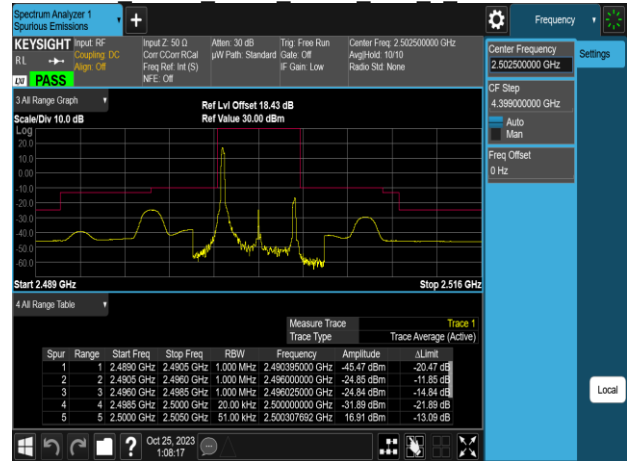 Spectrum Analyzer 1
Spurious Emissions
Frequency
KEYSIGHT Input: RF Input Z: 50 Ω Atten: 30 dB Trig: Free Run Center Freq: 2.502500000 GHz
RL Coupling: DC Corr CCorr RCal µW Path: Standard Gate: Off Avg|Hold: 10/10
Align: Off Freq Ref: Int (S) IF Gain: Low Radio Std: None
LXI PASS NFE: Off
Center Frequency
2.502500000 GHz
Settings
CF Step
4.399000000 GHz
Auto
Man
Freq Offset
0 Hz
3 All Range Graph
Ref Lvl Offset 18.43 dB
Scale/Div 10.0 dB Ref Value 30.00 dBm
Log
20.0
10.0
0.00
-10.0
-20.0
-30.0
-40.0
-50.0
-60.0
Start 2.489 GHz Stop 2.516 GHz
4 All Range Table
Measure Trace Trace 1
Trace Type Trace Average (Active)
Spur Range Start Freq Stop Freq RBW Frequency Amplitude ΔLimit
1 1 2.4890 GHz 2.4905 GHz 1.000 MHz 2.490395000 GHz -45.47 dBm -20.47 dB
2 2 2.4905 GHz 2.4960 GHz 1.000 MHz 2.496000000 GHz -24.85 dBm -11.85 dB
3 3 2.4960 GHz 2.4985 GHz 1.000 MHz 2.496025000 GHz -24.84 dBm -14.84 dB
4 4 2.4985 GHz 2.5000 GHz 20.00 kHz 2.500000000 GHz -31.89 dBm -21.89 dB
5 5 2.5000 GHz 2.5050 GHz 51.00 kHz 2.500307692 GHz 16.91 dBm -13.09 dB
Local
Oct 25, 2023
1:08:17